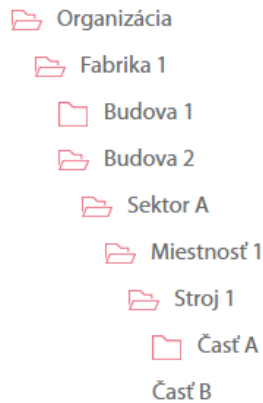 Organizácia
Fabrika 1
Budova 1
Budova 2
Sektor A
Miestnosť 1
Stroj 1
Časť A
Časť B